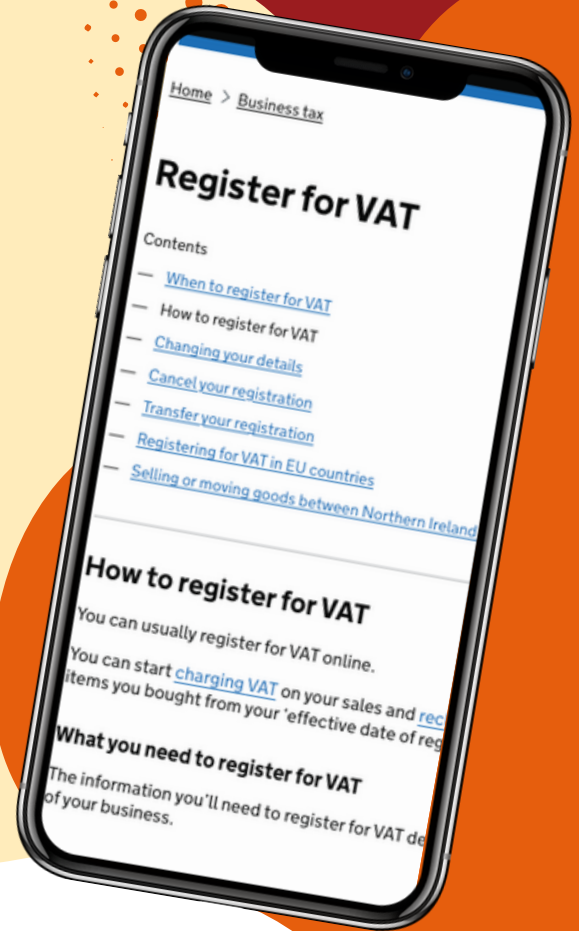 Home > Business tax
Register for VAT
Contents
— When to register for VAT
— How to register for VAT
— Changing your details
— Cancel your registration
— Transfer your registration
— Registering for VAT in EU countries
— Selling or moving goods between Northern Ireland
How to register for VAT
You can usually register for VAT online.
You can start charging VAT on your sales and rec
items you bought from your ‘effective date of reg
What you need to register for VAT
The information you’ll need to register for VAT de
of your business.